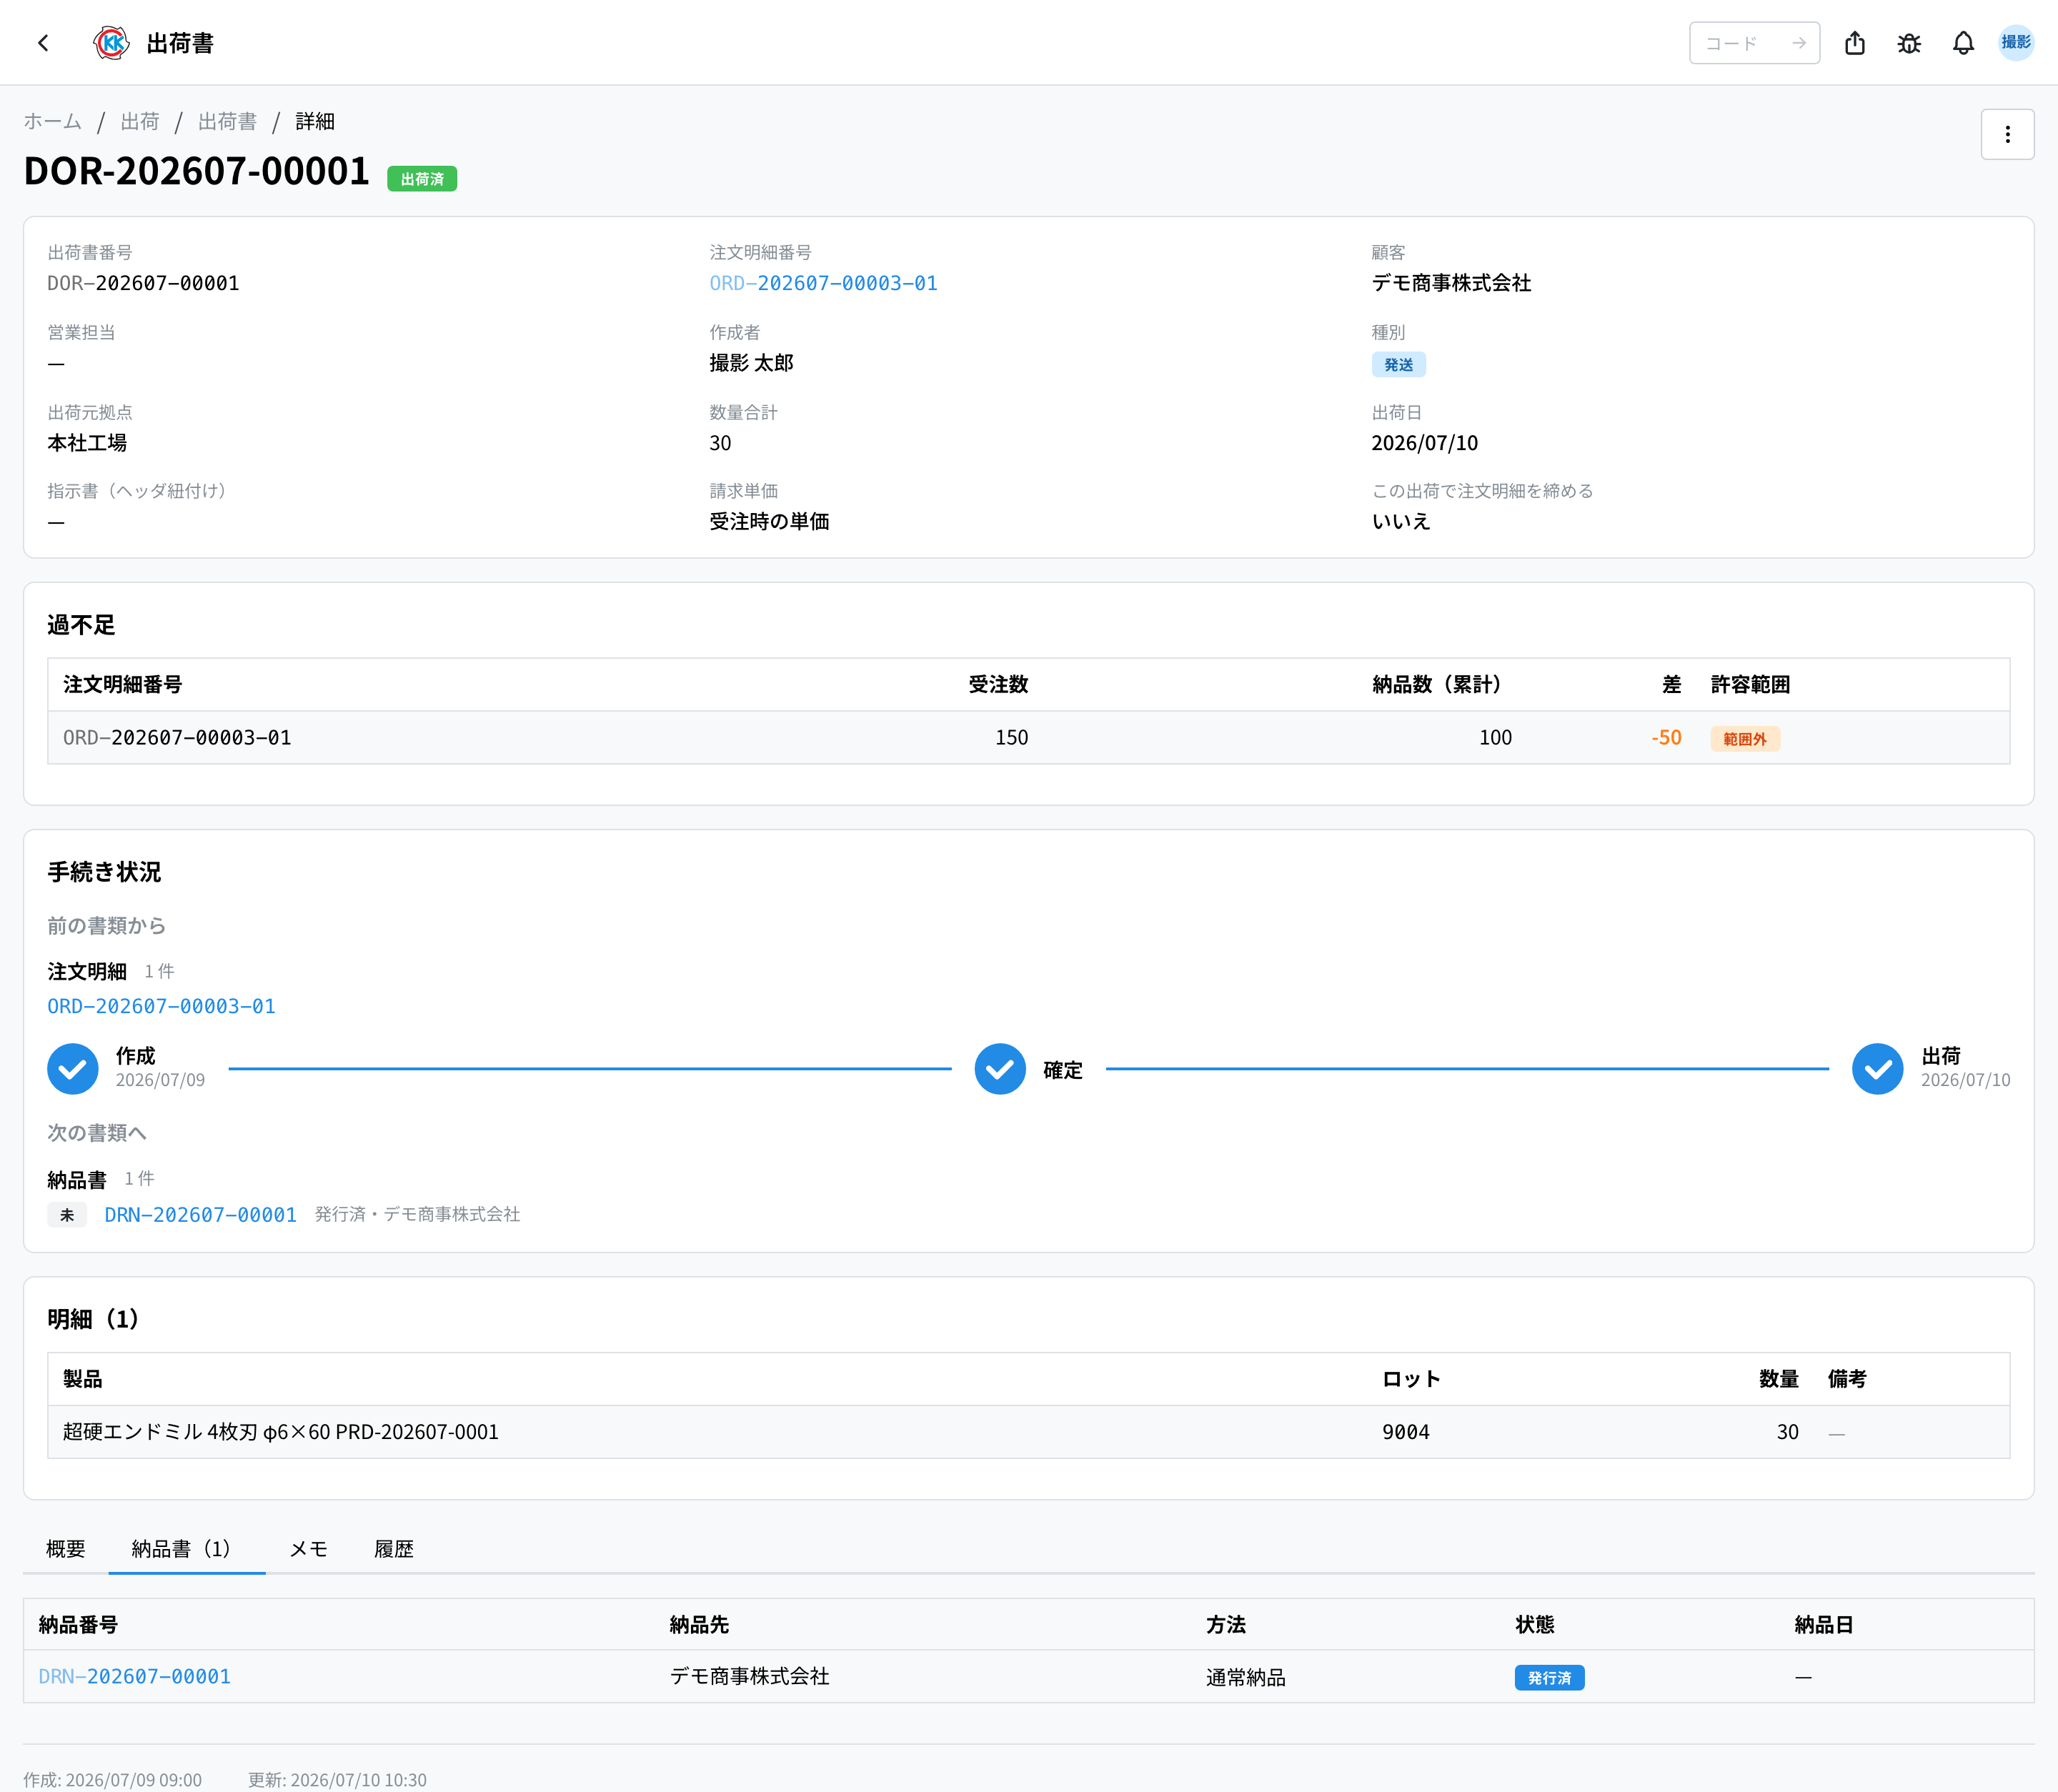 出荷書
コード
撮影
ホーム / 出荷 / 出荷書 / 詳細
DOR-202607-00001 出荷済
出荷書番号 注文明細番号 顧客
DOR-202607-00001 ORD-202607-00003-01 デモ商事株式会社
営業担当 作成者 種別
— 撮影 太郎 発送
出荷元拠点 数量合計 出荷日
本社工場 30 2026/07/10
指示書（ヘッダ紐付け） 請求単価 この出荷で注文明細を締める
— 受注時の単価 いいえ
過不足
注文明細番号 受注数 納品数（累計） 差 許容範囲
ORD-202607-00003-01 150 100 -50 範囲外
手続き状況
前の書類から
注文明細 1 件
ORD-202607-00003-01
作成 確定 出荷
2026/07/09 2026/07/10
次の書類へ
納品書 1 件
未 DRN-202607-00001 発行済・デモ商事株式会社
明細（1）
製品 ロット 数量 備考
超硬エンドミル 4枚刃 φ6×60 PRD-202607-0001 9004 30 —
概要 納品書（1） メモ 履歴
納品番号 納品先 方法 状態 納品日
DRN-202607-00001 デモ商事株式会社 通常納品 発行済 —
作成: 2026/07/09 09:00 更新: 2026/07/10 10:30